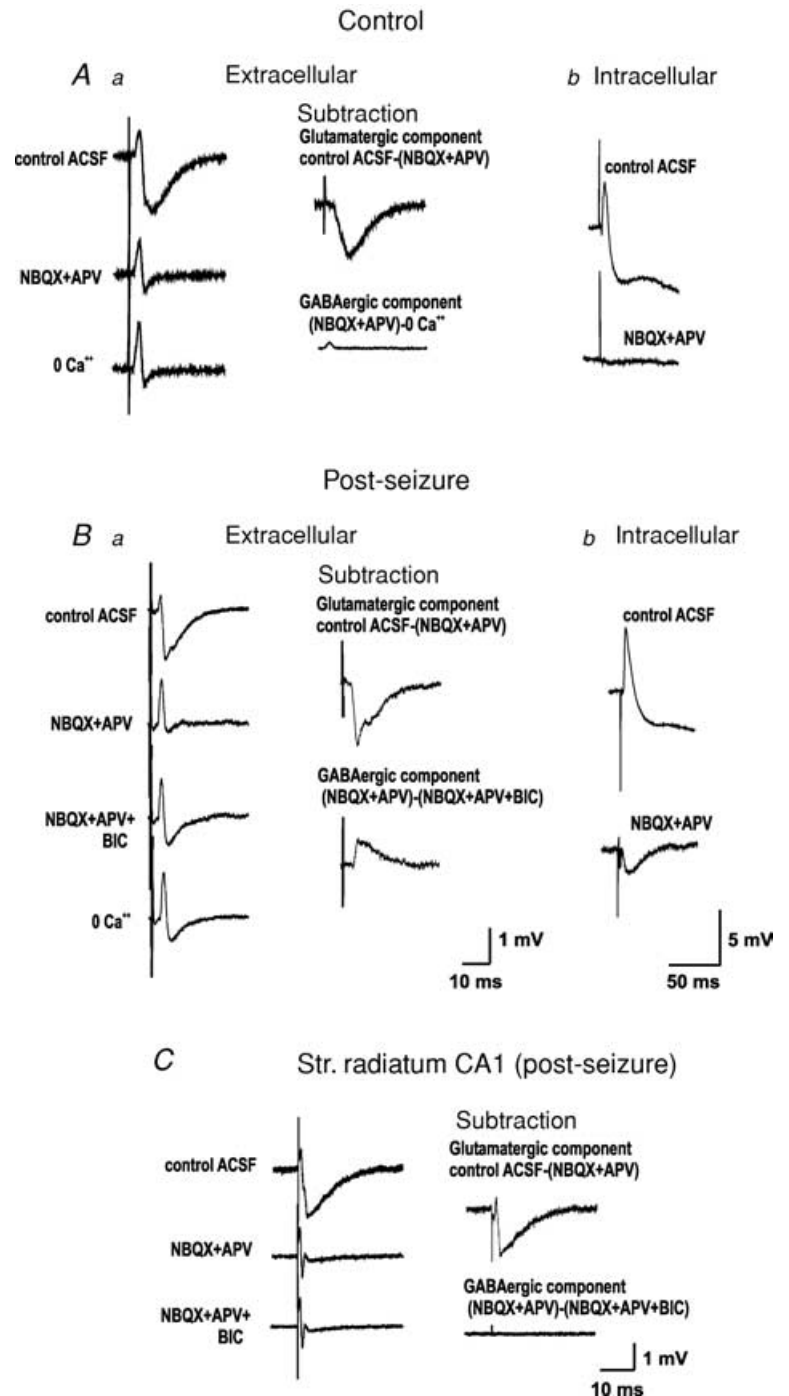 Control
A a Extracellular b Intracellular
Subtraction
Glutamatergic component
control ACSF-(NBQX+APV)
control ACSF
control ACSF
NBQX+APV
GABAergic component
(NBQX+APV)-0 Ca⁺⁺
NBQX+APV
0 Ca⁺⁺
Post-seizure
B a Extracellular b Intracellular
Subtraction
Glutamatergic component
control ACSF-(NBQX+APV)
control ACSF
control ACSF
NBQX+APV
GABAergic component
(NBQX+APV)-(NBQX+APV+BIC)
NBQX+APV
NBQX+APV+
BIC
0 Ca⁺⁺
1 mV
10 ms
5 mV
50 ms
C Str. radiatum CA1 (post-seizure)
Subtraction
Glutamatergic component
control ACSF-(NBQX+APV)
control ACSF
NBQX+APV
GABAergic component
(NBQX+APV)-(NBQX+APV+BIC)
NBQX+APV+
BIC
1 mV
10 ms